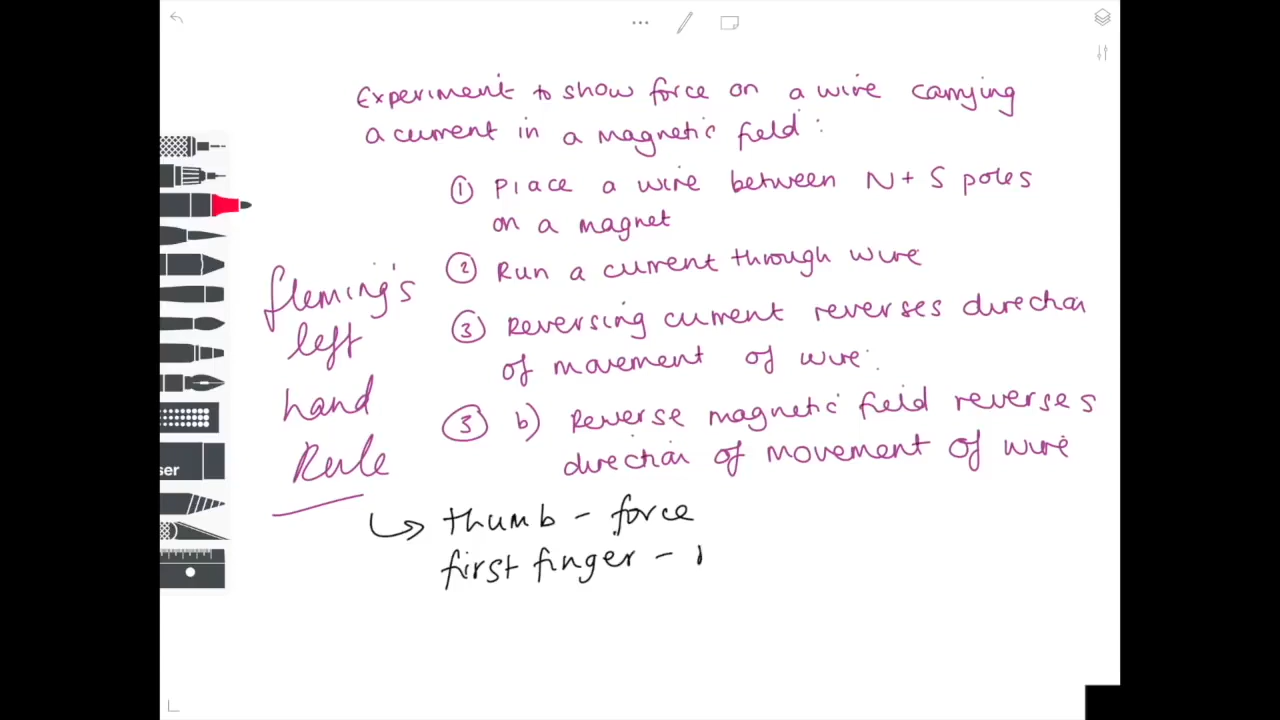 Experiment to show force on a wire carrying
a current in a magnetic field:
① Place a wire between N + S poles
on a magnet
② Run a current through wire
③ Reversing current reverses direction
of movement of wire:
③ b) Reverse magnetic field reverses
direction of movement of wire
fleming's
left
hand
Rule
↳ thumb - force
first finger -
ser